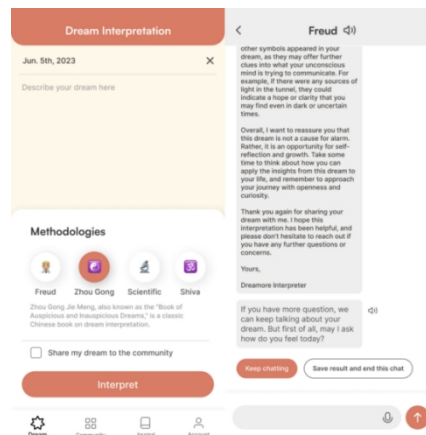 Dream Interpretation
Jun. 5th, 2023
Describe your dream here
Methodologies
Freud
Zhou Gong
Scientific
Shiva
Zhou Gong Jie Meng, also known as the "Book of
Auspicious and Inauspicious Dreams," is a classic
Chinese book on dream interpretation.
Share my dream to the community
Interpret
Dream
Community
Account
Freud
other symbols appeared in your
dream, as they may offer further
clues into what your unconscious
mind is trying to communicate. For
example, if there were any sources of
light in the tunnel, they could
indicate a hope or clarity that you
may find even in dark or uncertain
times.
Overall, I want to reassure you that
this dream is not a cause for alarm.
Rather, it is an opportunity for self-
reflection and growth. Take some
time to think about how you can
apply the insights from this dream to
your life, and remember to approach
your journey with openness and
curiosity.
Thank you again for sharing your
dream with me. I hope this
interpretation has been helpful, and
please don't hesitate to reach out if
you have any further questions or
concerns.
Yours,
Dreamore Interpreter
If you have more question, we
can keep talking about your
dream. But first of all, may I ask
how do you feel today?
Keep chatting
Save result and end this chat